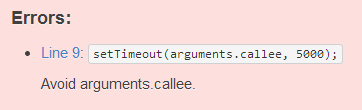 Errors:
Line 9: setTimeout(arguments.callee, 5000);
Avoid arguments.callee.